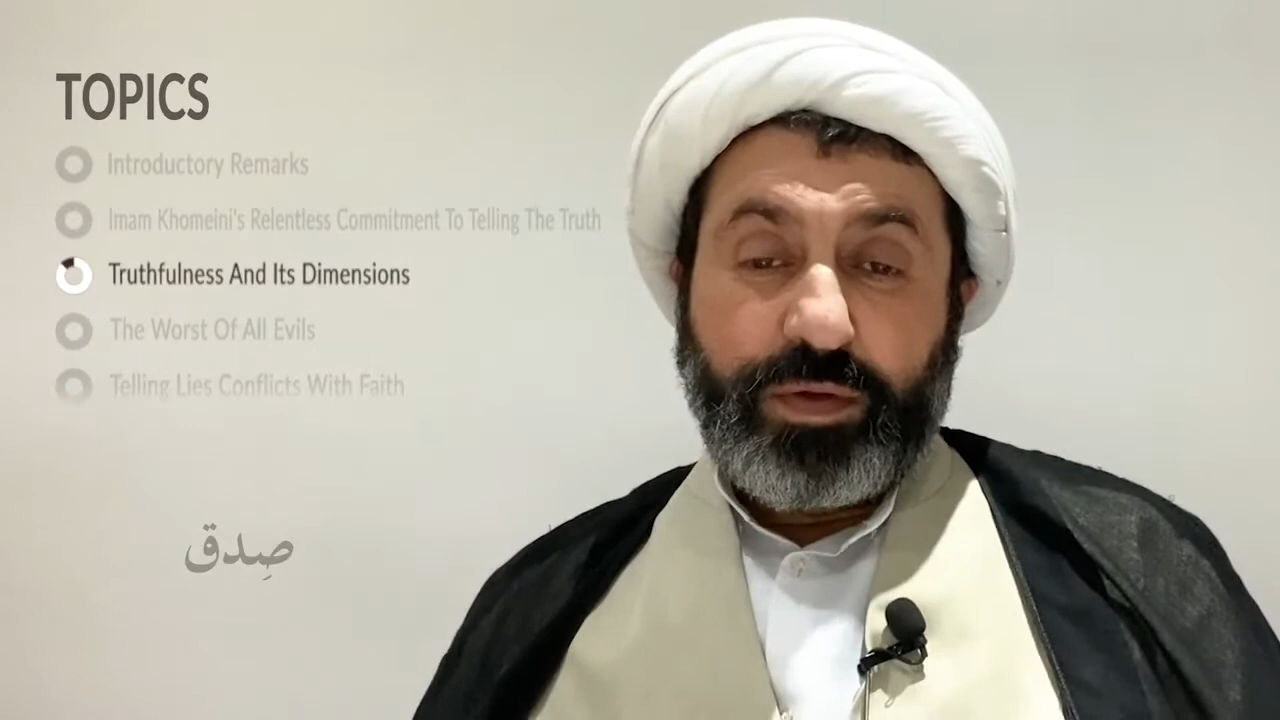 TOPICS
Introductory Remarks
Imam Khomeini's Relentless Commitment To Telling The Truth
Truthfulness And Its Dimensions
The Worst Of All Evils
Telling Lies Conflicts With Faith
صِدق